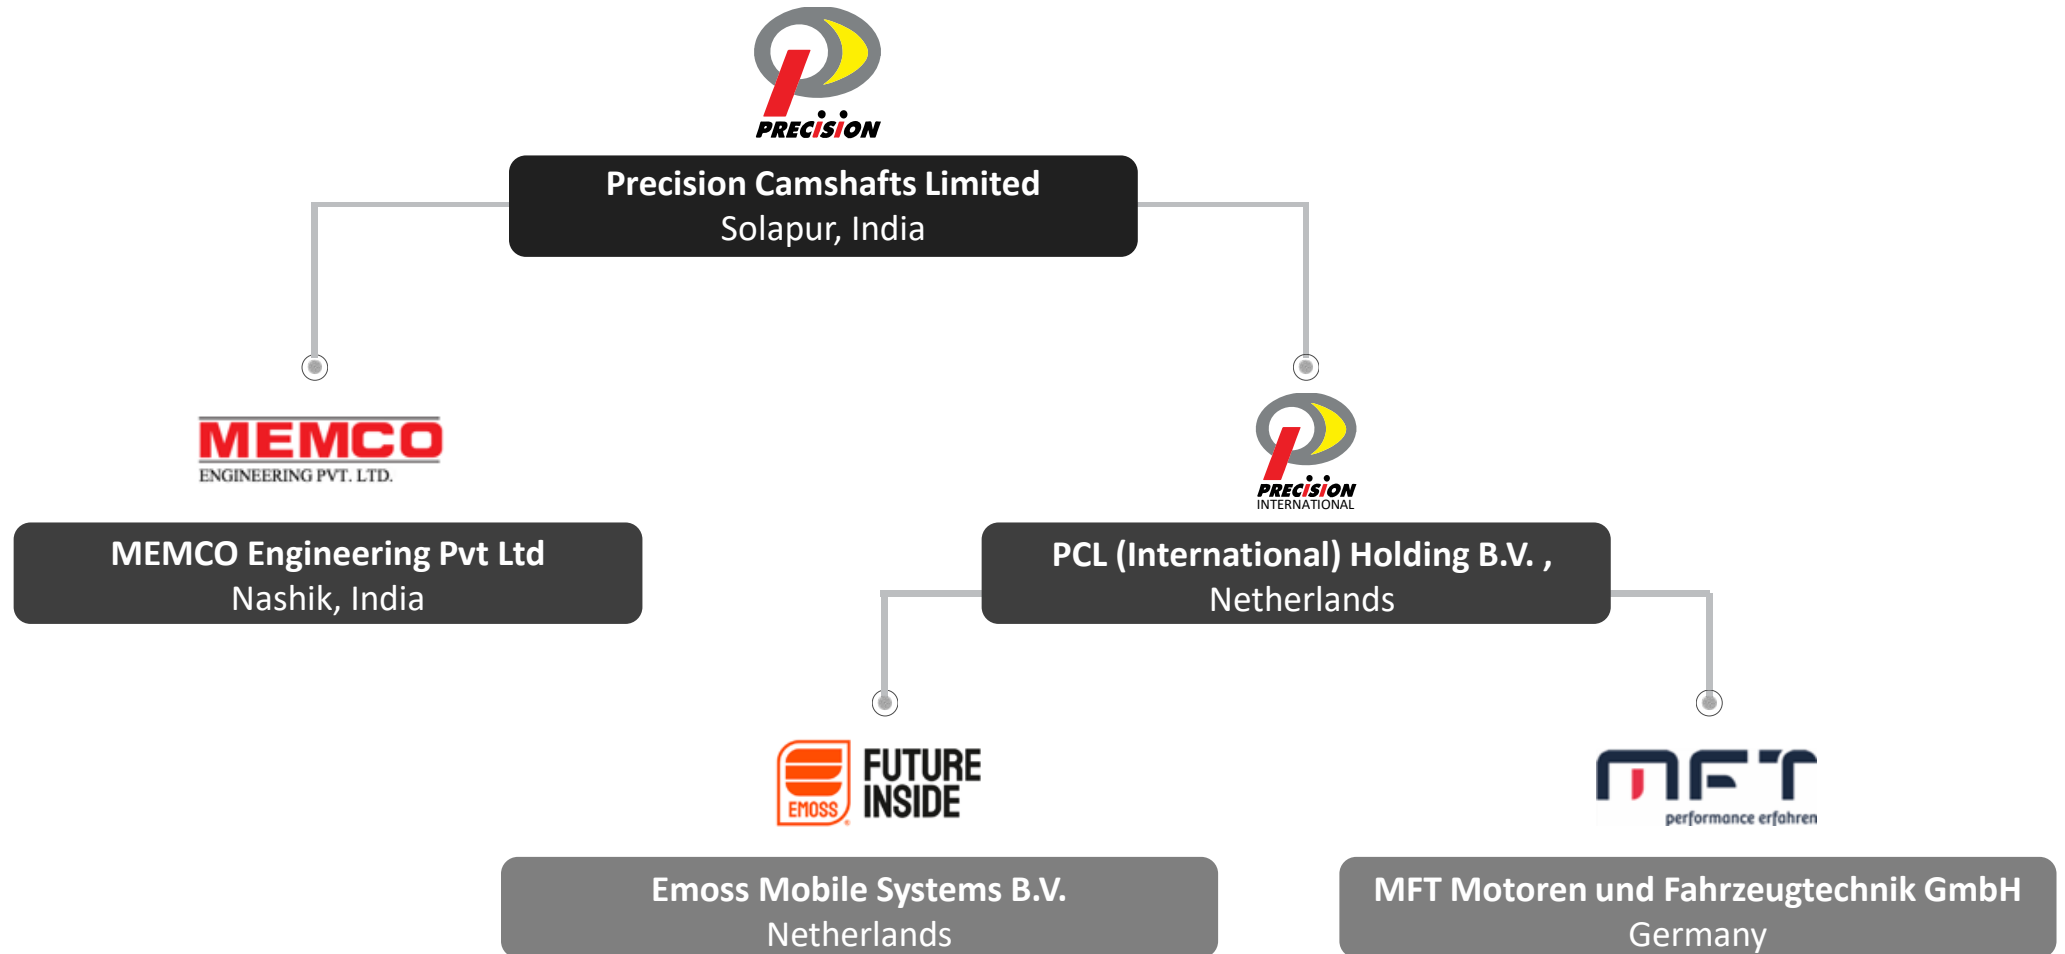 PRECISION
Precision Camshafts Limited
Solapur, India
MEMCO
ENGINEERING PVT. LTD.
MEMCO Engineering Pvt Ltd
Nashik, India
PRECISION
INTERNATIONAL
PCL (International) Holding B.V. ,
Netherlands
EMOSS
FUTURE
INSIDE
Emoss Mobile Systems B.V.
Netherlands
MFT
performance erfahren
MFT Motoren und Fahrzeugtechnik GmbH
Germany